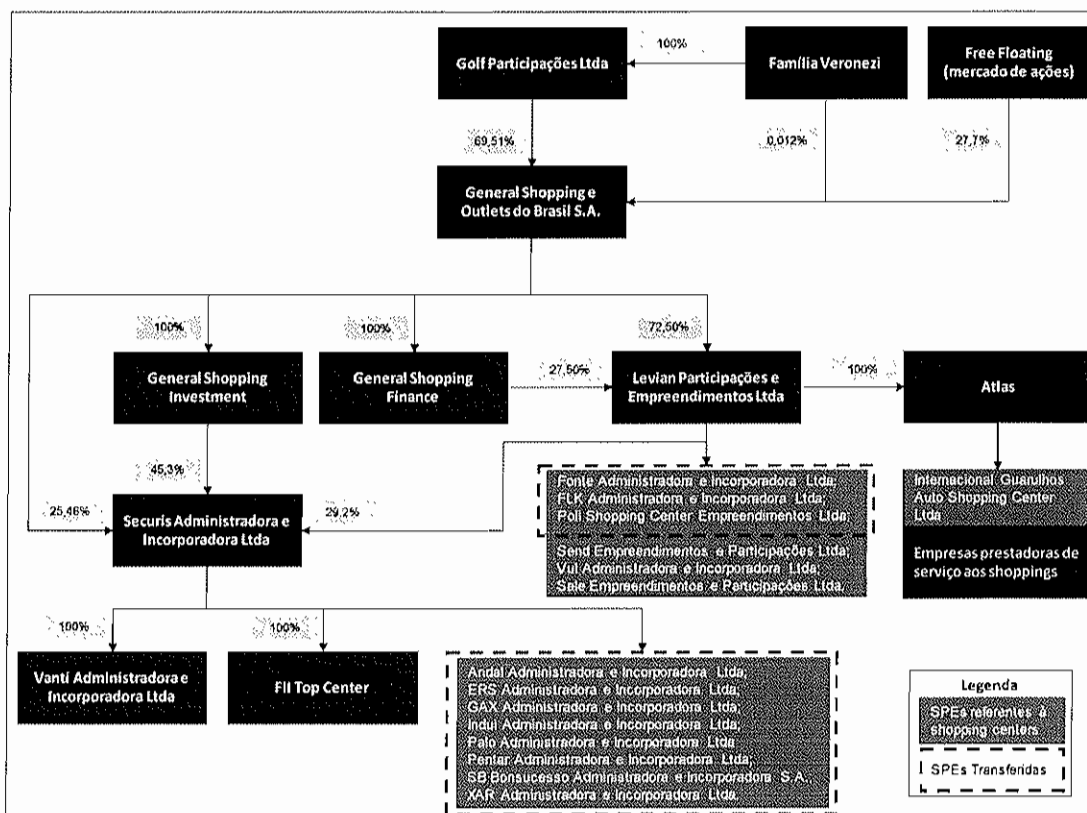 Golf Participações Ltda
100%
Família Veronezi
Free Floating
(mercado de ações)
69,51%
0,012%
27,7%
General Shopping e
Outlets do Brasil S.A.
100%
100%
72,50%
General Shopping
Investment
General Shopping
Finance
27,50%
Levian Participações e
Empreendimentos Ltda
100%
Atlas
45,3%
25,46%
Securis Administradora e
Incorporadora Ltda
29,2%
Fonte Administradora e Incorporadora Ltda;
FLK Administradora e Incorporadora Ltda;
Poli Shopping Center Empreendimentos Ltda;
Send Empreendimentos e Participações Ltda;
Vul Administradora e Incorporadora Ltda;
Sale Empreendimentos e Participações Ltda.
Internacional Guarulhos
Auto Shopping Center
Ltda
Empresas prestadoras de
serviço aos shoppings
100%
100%
Vanti Administradora e
Incorporadora Ltda
FII Top Center
Andal Administradora e Incorporadora Ltda;
ERS Administradora e Incorporadora Ltda;
GAX Administradora e Incorporadora Ltda;
Indui Administradora e Incorporadora Ltda;
Palo Administradora e Incorporadora Ltda
Pentar Administradora e Incorporadora Ltda;
SB Bonsucesso Administradora e Incorporadora S.A.
XAR Administradora e Incorporadora Ltda.
Legenda
SPEs referentes à
shopping centers
SPEs Transferidas